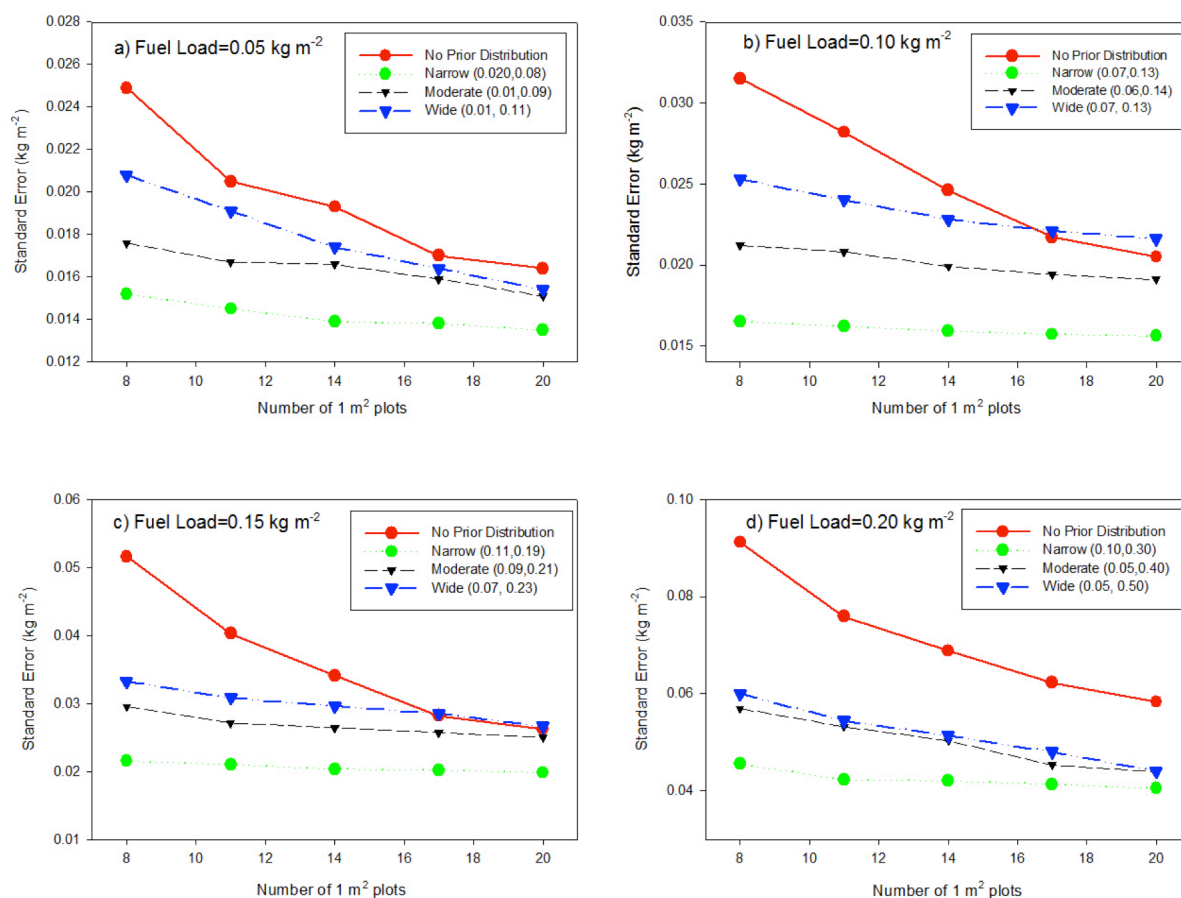 a) Fuel Load=0.05 kg m-2
No Prior Distribution
Narrow (0.020,0.08)
Moderate (0.01,0.09)
Wide (0.01, 0.11)
Standard Error (kg m-2)
0.028
0.026
0.024
0.022
0.020
0.018
0.016
0.014
0.012
8 10 12 14 16 18 20
Number of 1 m2 plots
b) Fuel Load=0.10 kg m-2
No Prior Distribution
Narrow (0.07,0.13)
Moderate (0.06,0.14)
Wide (0.07, 0.13)
Standard Error (kg m-2)
0.035
0.030
0.025
0.020
0.015
8 10 12 14 16 18 20
Number of 1 m2 plots
c) Fuel Load=0.15 kg m-2
No Prior Distribution
Narrow (0.11,0.19)
Moderate (0.09,0.21)
Wide (0.07, 0.23)
Standard Error (kg m-2)
0.06
0.05
0.04
0.03
0.02
0.01
8 10 12 14 16 18 20
Number of 1 m2 plots
d) Fuel Load=0.20 kg m-2
No Prior Distribution
Narrow (0.10,0.30)
Moderate (0.05,0.40)
Wide (0.05, 0.50)
Standard Error (kg m-2)
0.10
0.08
0.06
0.04
8 10 12 14 16 18 20
Number of 1 m2 plots